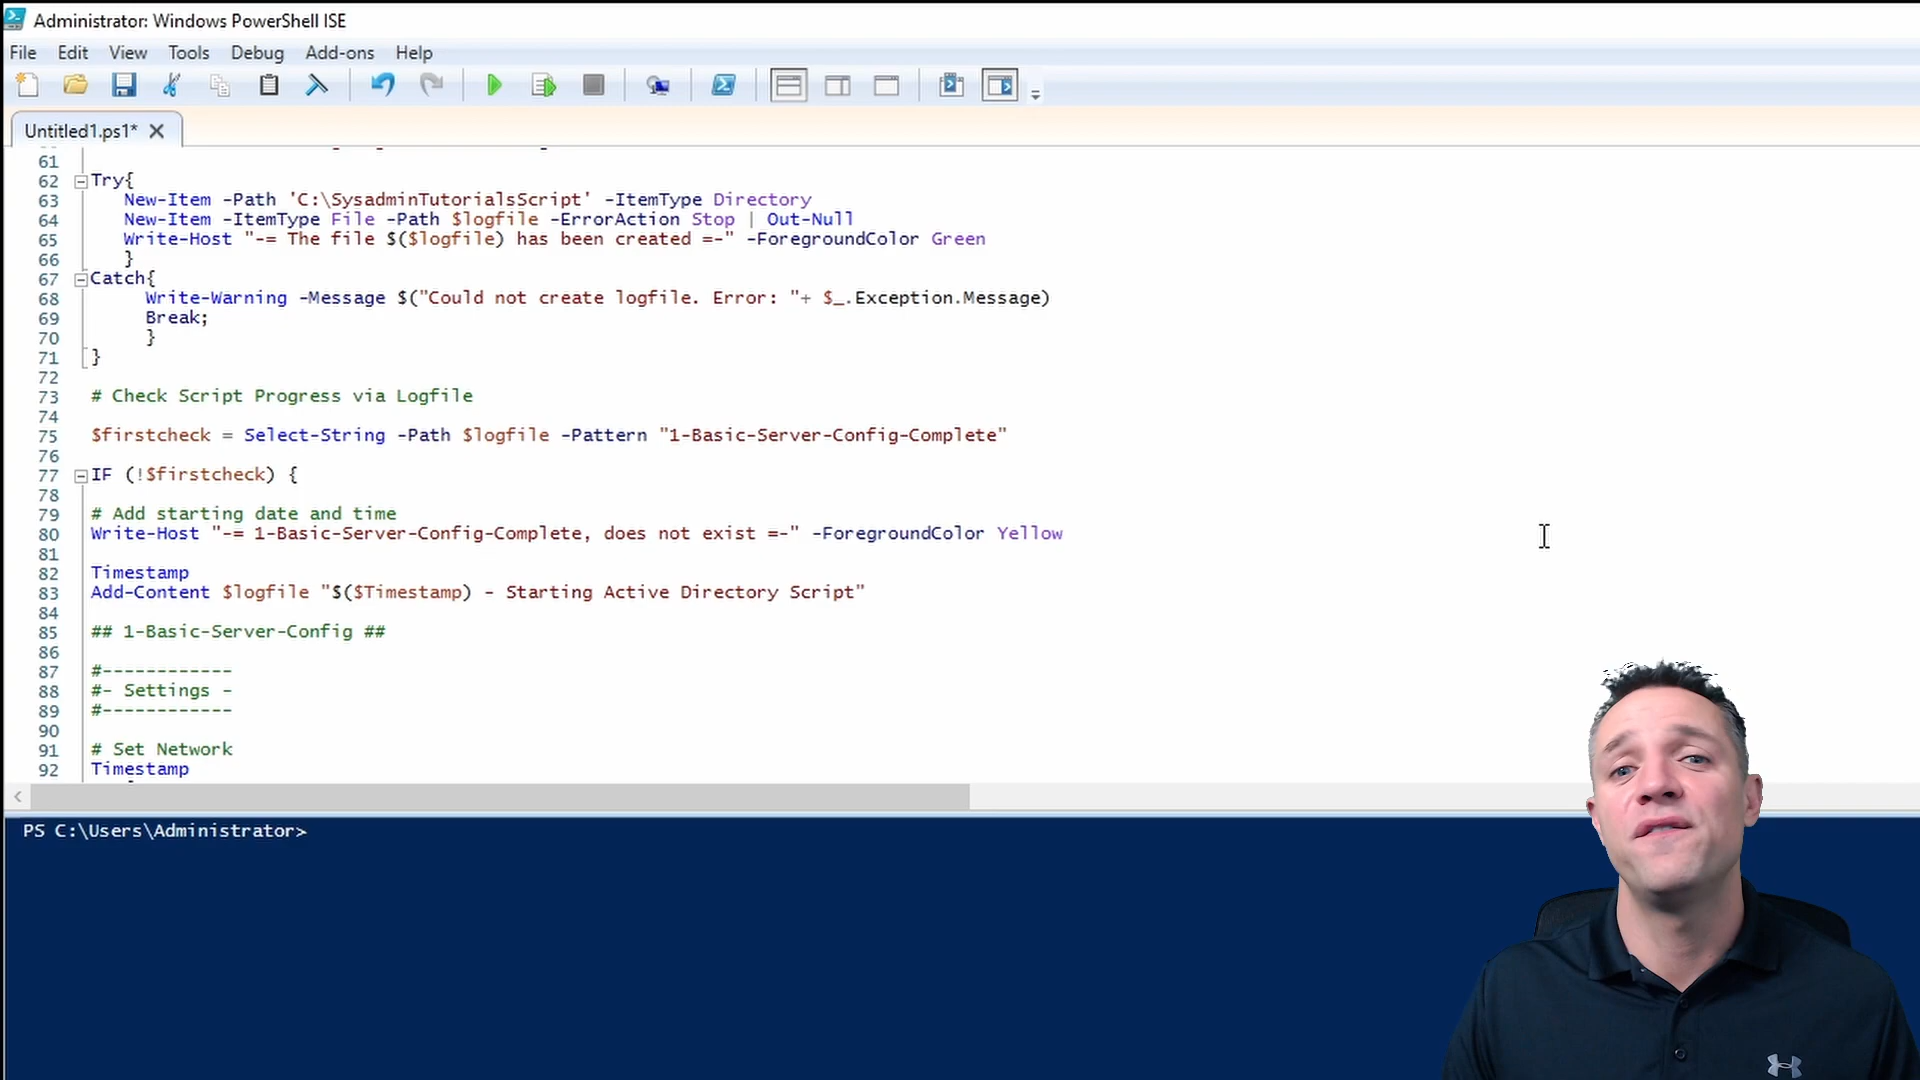 Administrator: Windows PowerShell ISE
File Edit View Tools Debug Add-ons Help
Untitled1.ps1*
61
62 Try{
63 New-Item -Path 'C:\SysadminTutorialsScript' -ItemType Directory
64 New-Item -ItemType File -Path $logfile -ErrorAction Stop | Out-Null
65 Write-Host "-= The file $($logfile) has been created =-" -ForegroundColor Green
66 }
67 Catch{
68 Write-Warning -Message $("Could not create logfile. Error: "+ $_.Exception.Message)
69 Break;
70 }
71 }
72
73 # Check Script Progress via Logfile
74
75 $firstcheck = Select-String -Path $logfile -Pattern "1-Basic-Server-Config-Complete"
76
77 IF (!$firstcheck) {
78
79 # Add starting date and time
80 Write-Host "-= 1-Basic-Server-Config-Complete, does not exist =-" -ForegroundColor Yellow
81
82 Timestamp
83 Add-Content $logfile "$($Timestamp) - Starting Active Directory Script"
84
85 ## 1-Basic-Server-Config ##
86
87 #------------
88 #- Settings -
89 #------------
90
91 # Set Network
92 Timestamp
PS C:\Users\Administrator>